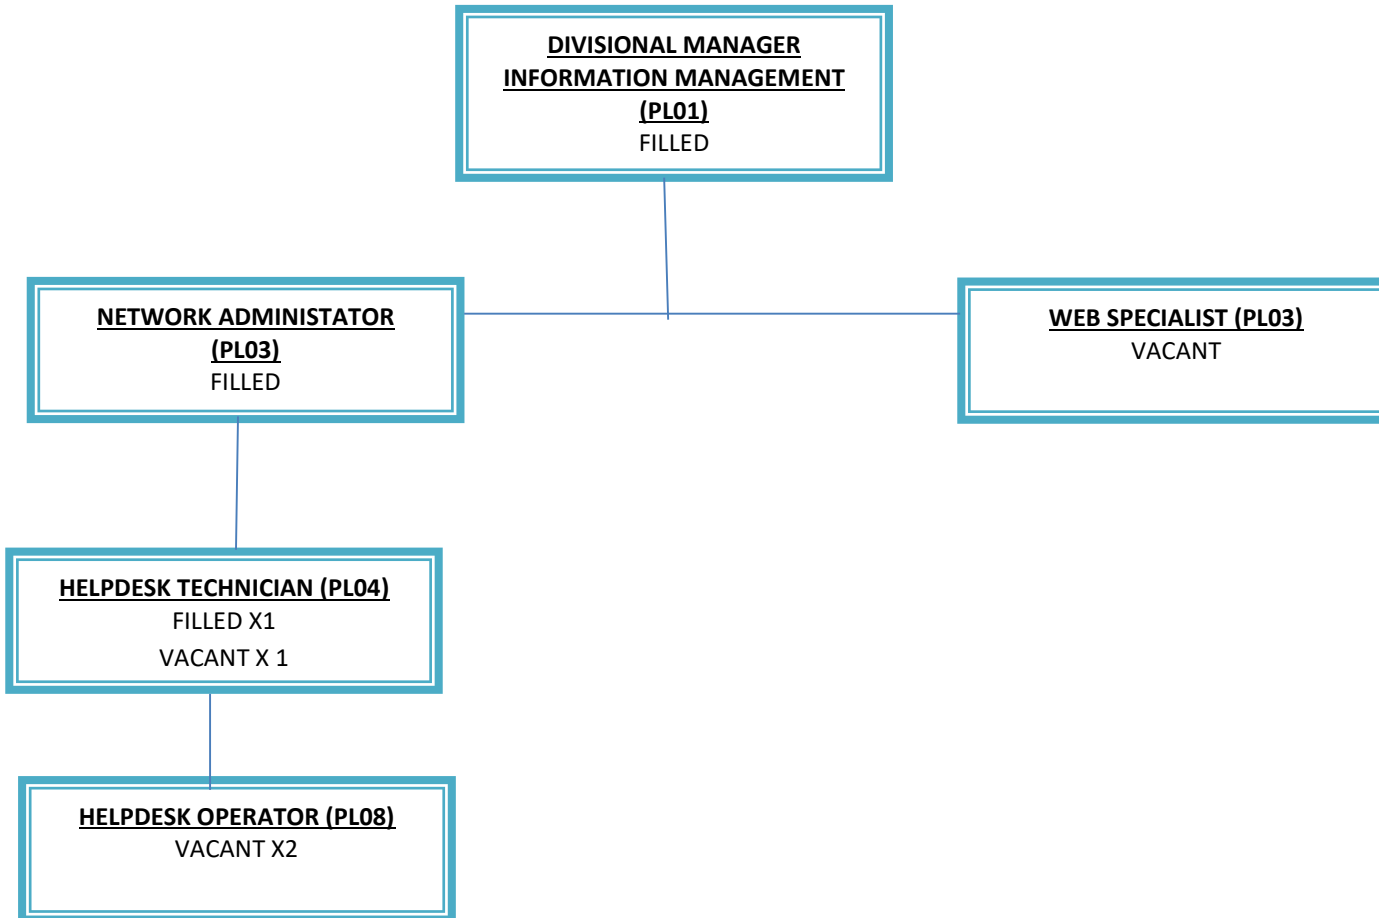 DIVISIONAL MANAGER
INFORMATION MANAGEMENT
(PL01)
FILLED
NETWORK ADMINISTATOR
(PL03)
FILLED
WEB SPECIALIST (PL03)
VACANT
HELPDESK TECHNICIAN (PL04)
FILLED X1
VACANT X 1
HELPDESK OPERATOR (PL08)
VACANT X2